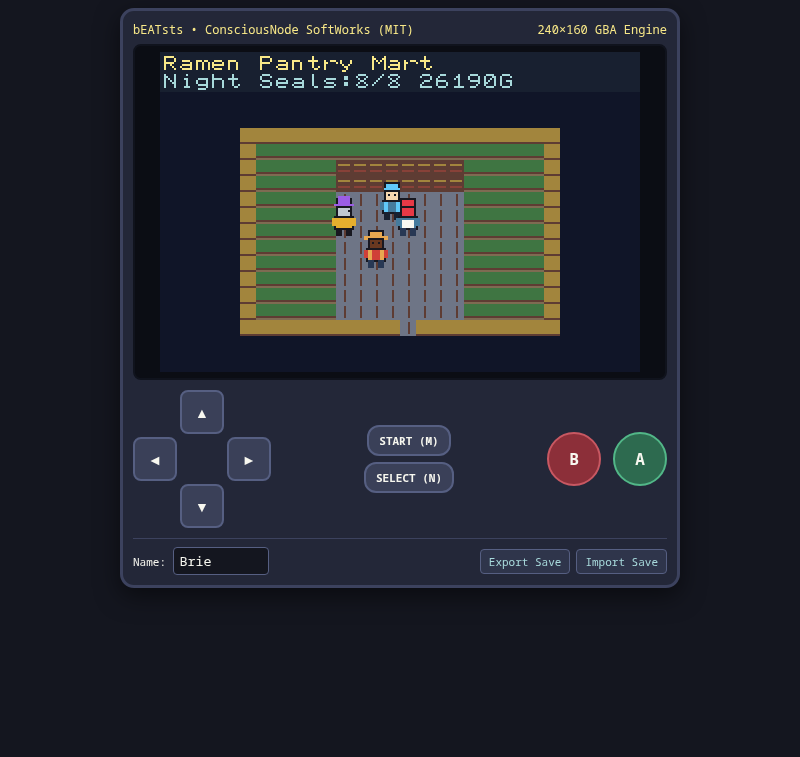 bEATsts • ConsciousNode SoftWorks (MIT)
240×160 GBA Engine
Ramen Pantry Mart
Night Seals:8/8 26190G
▲
◄
►
▼
START (M)
SELECT (N)
B
A
Name: Brie
Export Save
Import Save